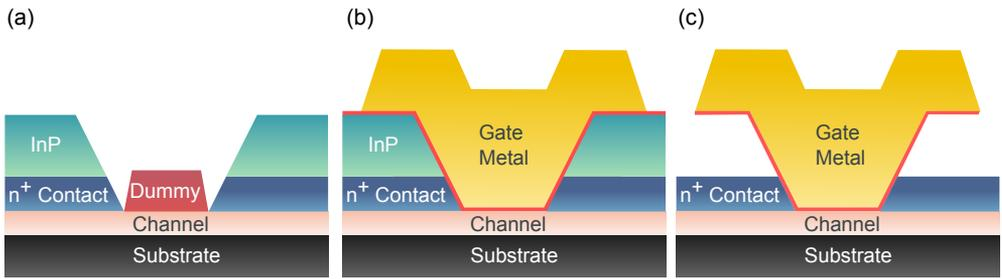 (a)
InP
n+ Contact
Dummy
Channel
Substrate
(b)
Gate
Metal
InP
n+ Contact
Channel
Substrate
(c)
Gate
Metal
n+ Contact
Channel
Substrate